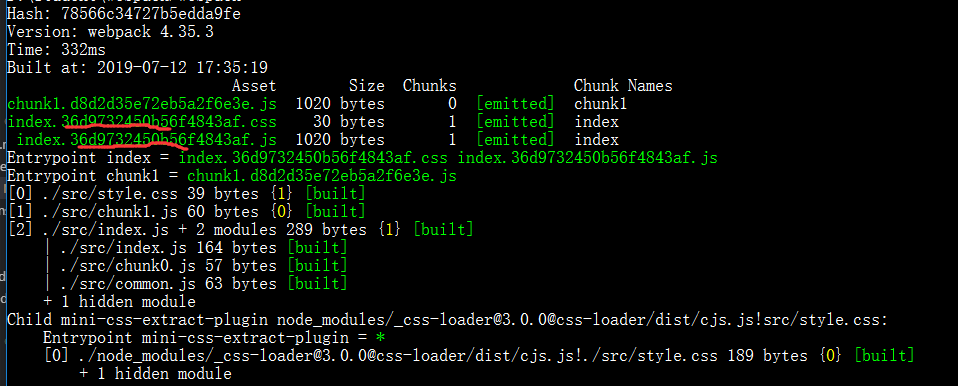 Hash: 78566c34727b5edda9fe
Version: webpack 4.35.3
Time: 332ms
Built at: 2019-07-12 17:35:19
Asset Size Chunks Chunk Names
chunk1.d8d2d35e72eb5a2f6e3e.js 1020 bytes 0 [emitted] chunk1
index.36d9732450b56f4843af.css 30 bytes 1 [emitted] index
index.36d9732450b56f4843af.js 1020 bytes 1 [emitted] index
Entrypoint index = index.36d9732450b56f4843af.css index.36d9732450b56f4843af.js
Entrypoint chunk1 = chunk1.d8d2d35e72eb5a2f6e3e.js
[0] ./src/style.css 39 bytes {1} [built]
[1] ./src/chunk1.js 60 bytes {0} [built]
[2] ./src/index.js + 2 modules 289 bytes {1} [built]
| ./src/index.js 164 bytes [built]
| ./src/chunk0.js 57 bytes [built]
| ./src/common.js 63 bytes [built]
+ 1 hidden module
Child mini-css-extract-plugin node_modules/_css-loader@3.0.0@css-loader/dist/cjs.js!src/style.css:
Entrypoint mini-css-extract-plugin = *
[0] ./node_modules/_css-loader@3.0.0@css-loader/dist/cjs.js!./src/style.css 189 bytes {0} [built]
+ 1 hidden module